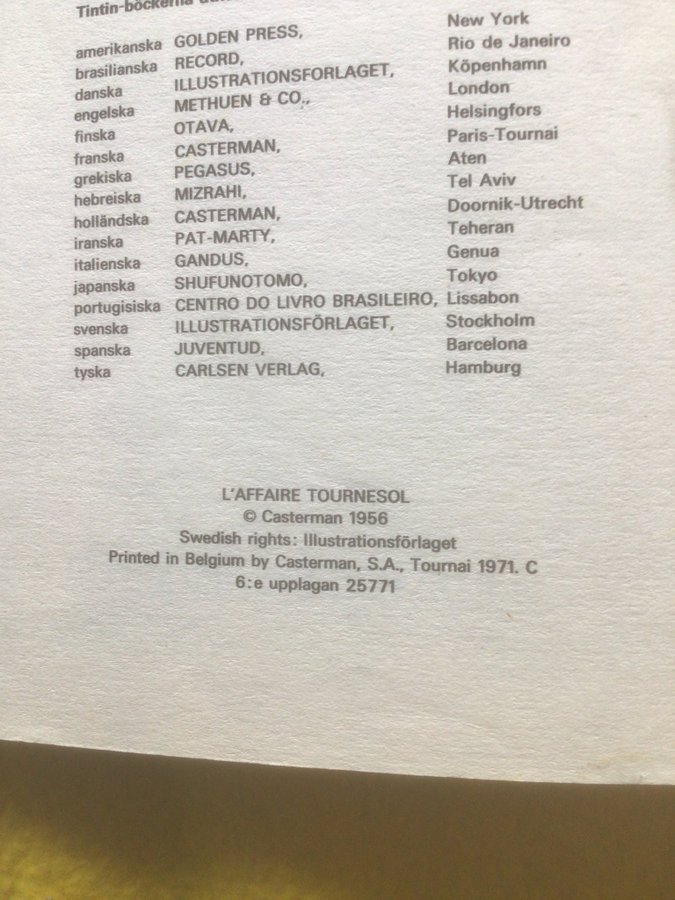 Tintin-böckerna
amerikanska GOLDEN PRESS, New York
brasilianska RECORD, Rio de Janeiro
danska ILLUSTRATIONSFORLAGET, Köpenhamn
engelska METHUEN & CO., London
finska OTAVA, Helsingfors
franska CASTERMAN, Paris-Tournai
grekiska PEGASUS, Aten
hebreiska MIZRAHI, Tel Aviv
holländska CASTERMAN, Doornik-Utrecht
iranska PAT-MARTY, Teheran
italienska GANDUS, Genua
japanska SHUFUNOTOMO, Tokyo
portugisiska CENTRO DO LIVRO BRASILEIRO, Lissabon
svenska ILLUSTRATIONSFÖRLAGET, Stockholm
spanska JUVENTUD, Barcelona
tyska CARLSEN VERLAG, Hamburg
L'AFFAIRE TOURNESOL
© Casterman 1956
Swedish rights: Illustrationsförlaget
Printed in Belgium by Casterman, S.A., Tournai 1971. C
6:e upplagan 25771